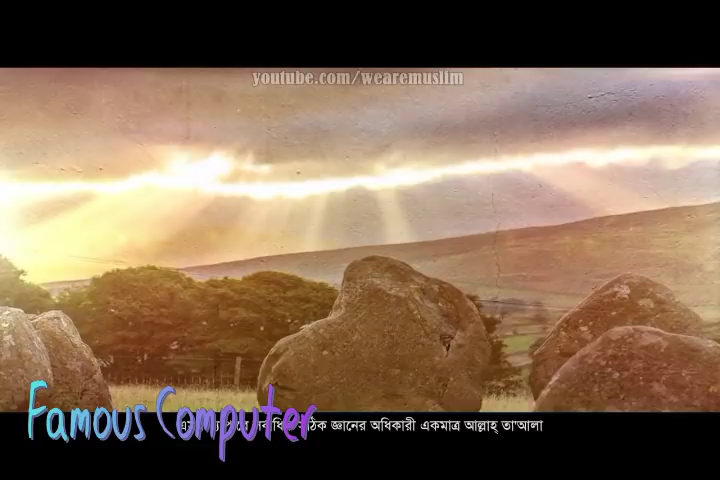 youtube.com/wearemuslim
Famous Computer
জ্ঞানের অধিকারী একমাত্র আল্লাহ্ তা'আলা